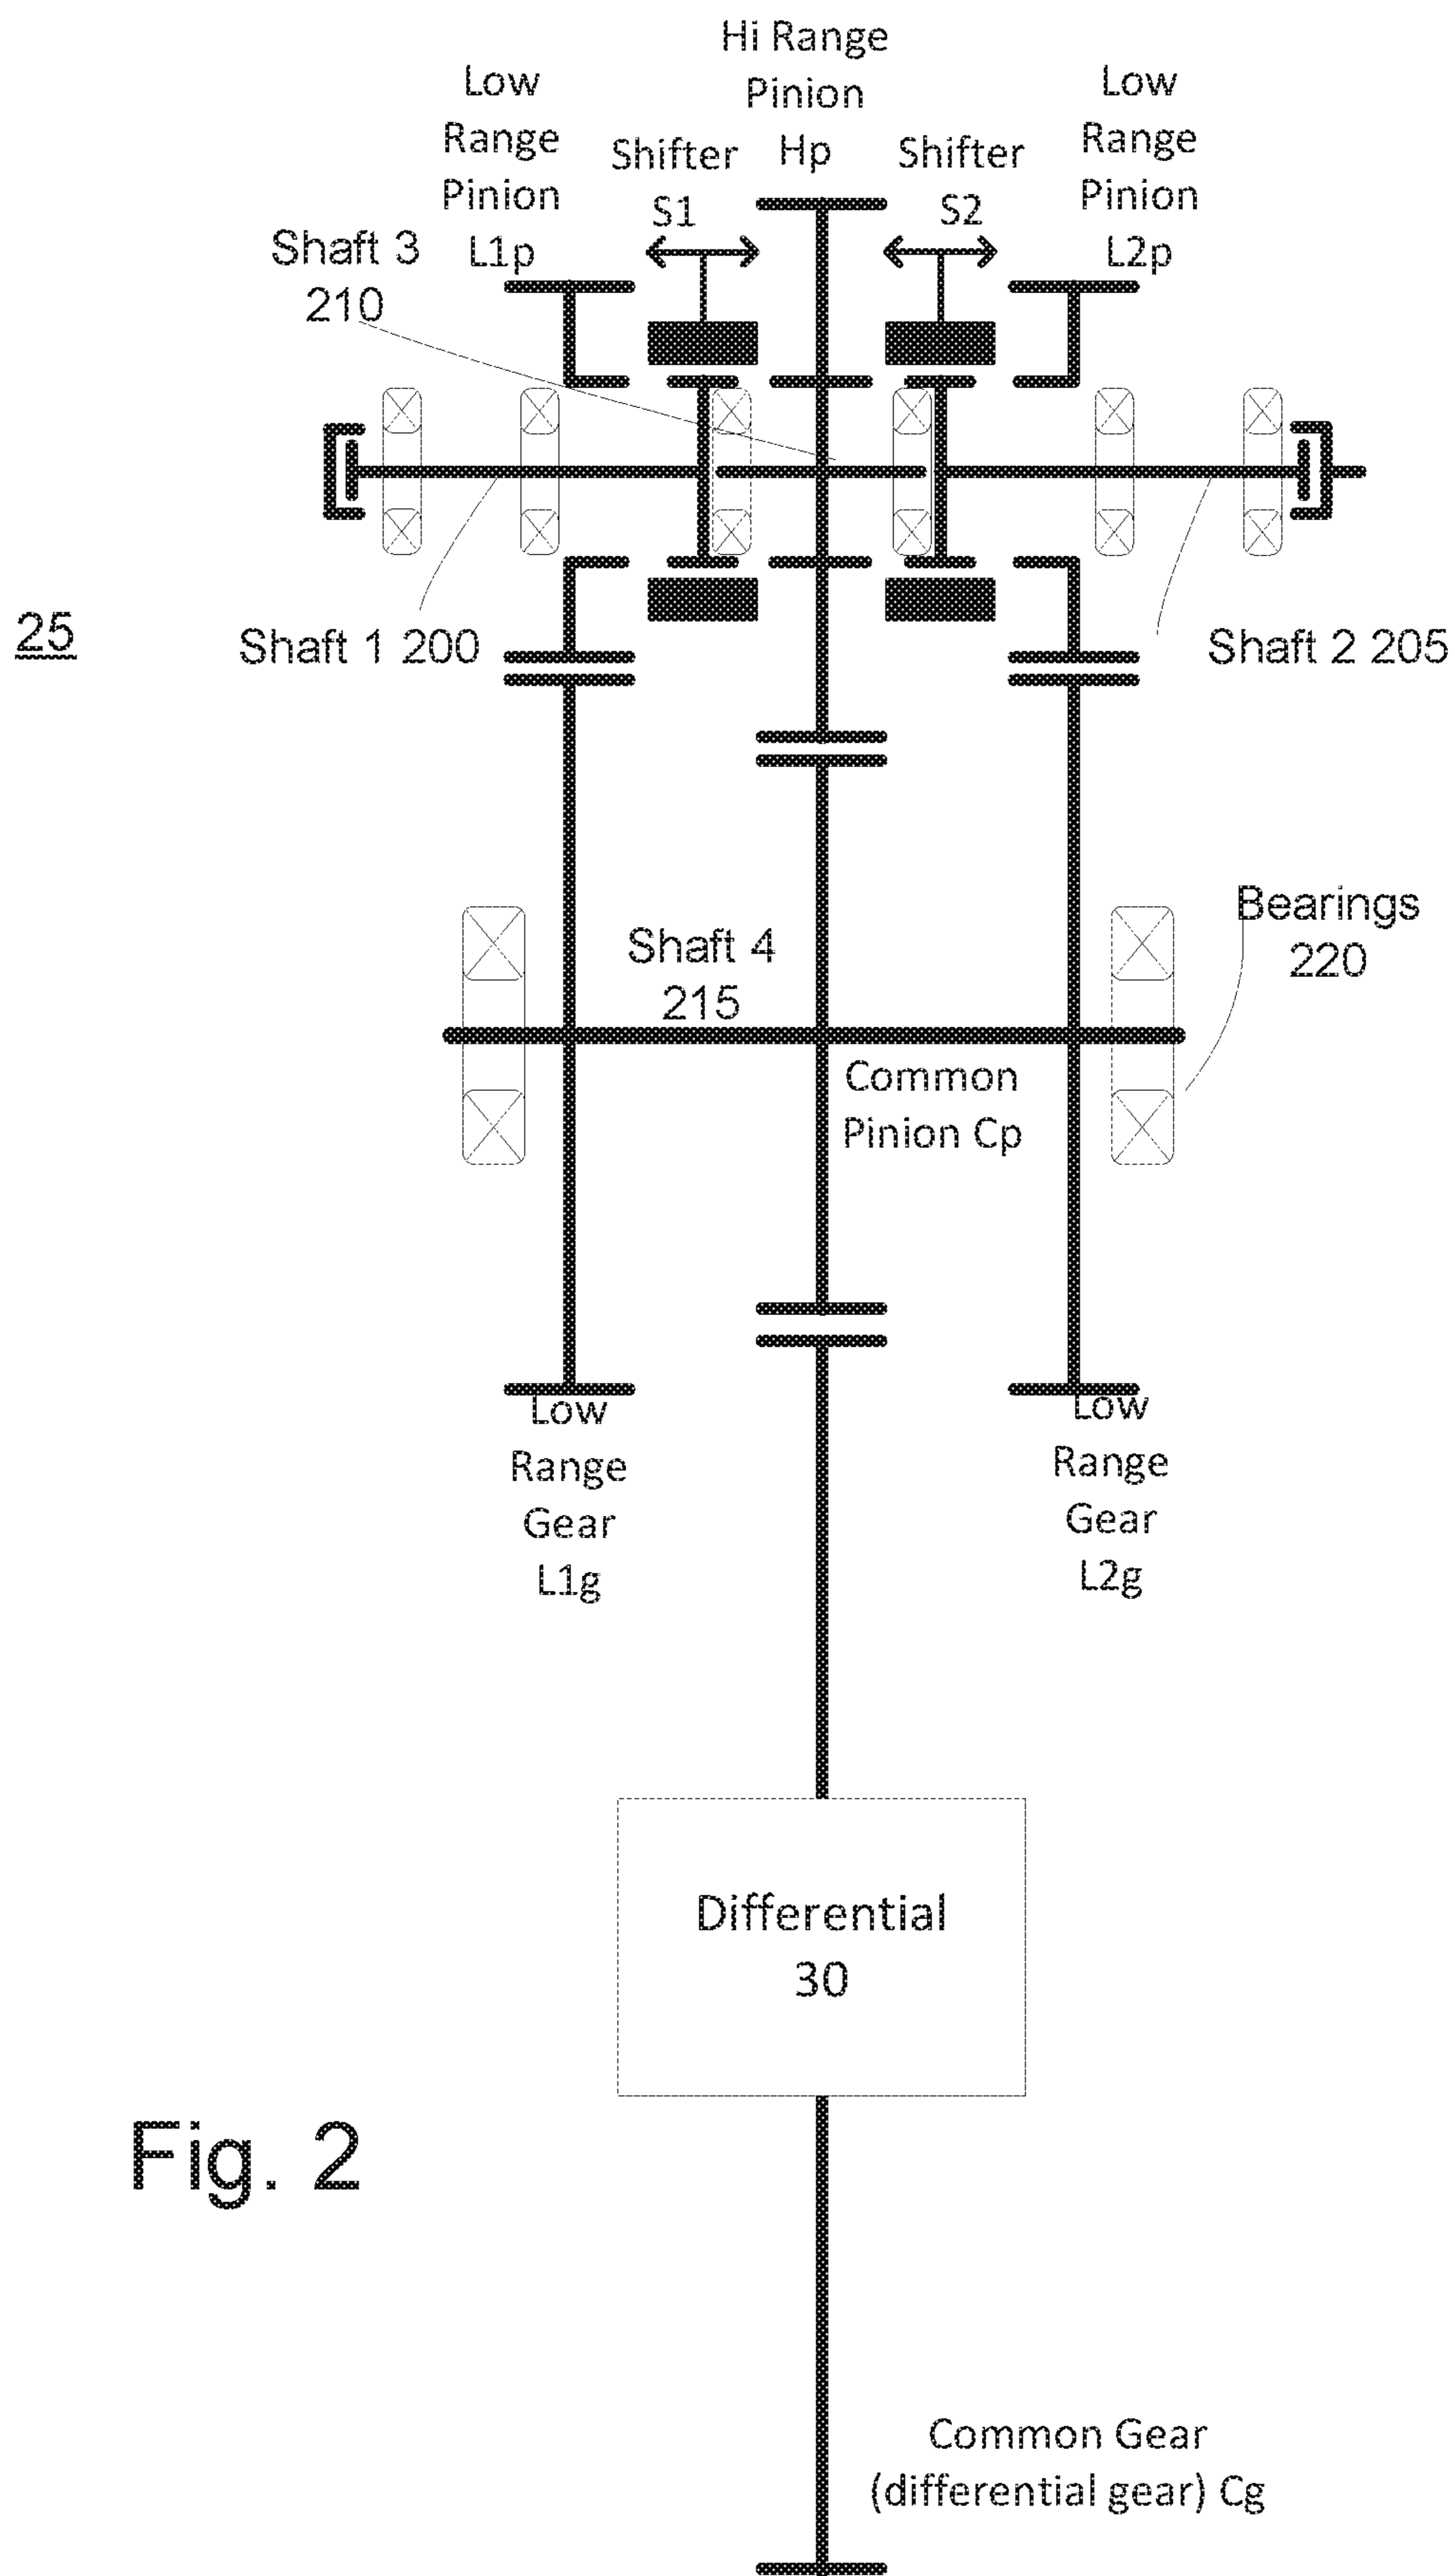 Hi Range
Pinion
Hp
Low
Range
Pinion
L1p
Shifter
S1
Shifter
S2
Low
Range
Pinion
L2p
Shaft 3
210
25
Shaft 1 200
Shaft 2 205
Shaft 4
215
Bearings
220
Common
Pinion Cp
Low
Range
Gear
L1g
Low
Range
Gear
L2g
Differential
30
Fig. 2
Common Gear
(differential gear) Cg